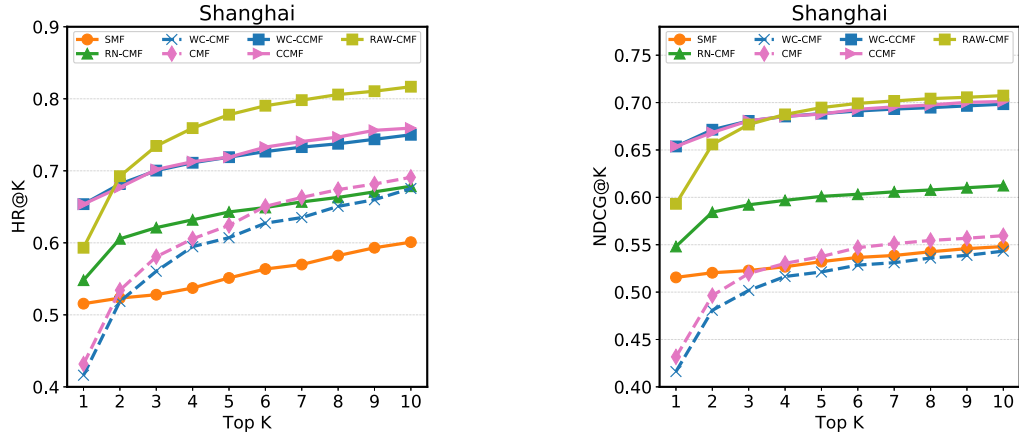 Shanghai
SMF
RN-CMF
WC-CMF
CMF
WC-CCMF
CCMF
RAW-CMF
HR@K
0.9
0.8
0.7
0.6
0.5
0.4
1 2 3 4 5 6 7 8 9 10
Top K
Shanghai
SMF
RN-CMF
WC-CMF
CMF
WC-CCMF
CCMF
RAW-CMF
NDCG@K
0.75
0.70
0.65
0.60
0.55
0.50
0.45
0.40
1 2 3 4 5 6 7 8 9 10
Top K